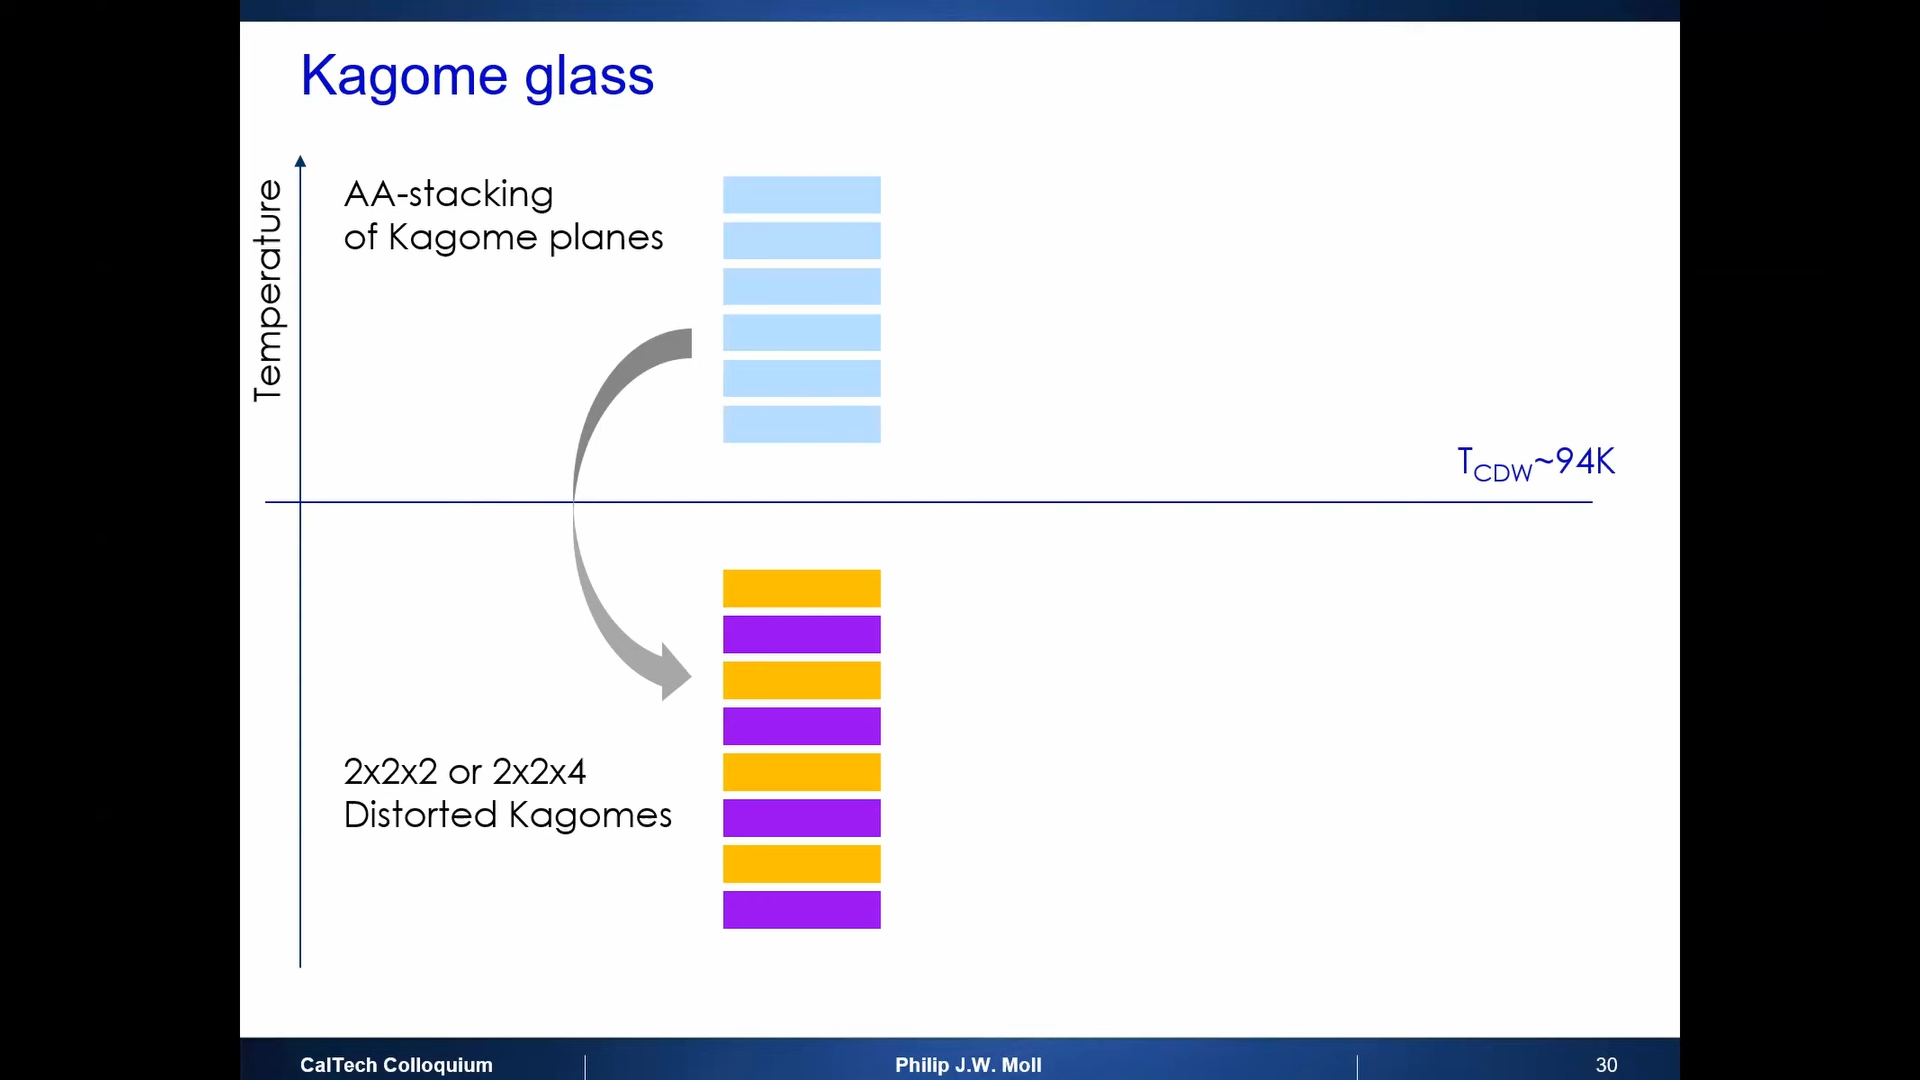 Kagome glass
Temperature
AA-stacking
of Kagome planes
T_CDW~94K
2x2x2 or 2x2x4
Distorted Kagomes
CalTech Colloquium
Philip J.W. Moll
30